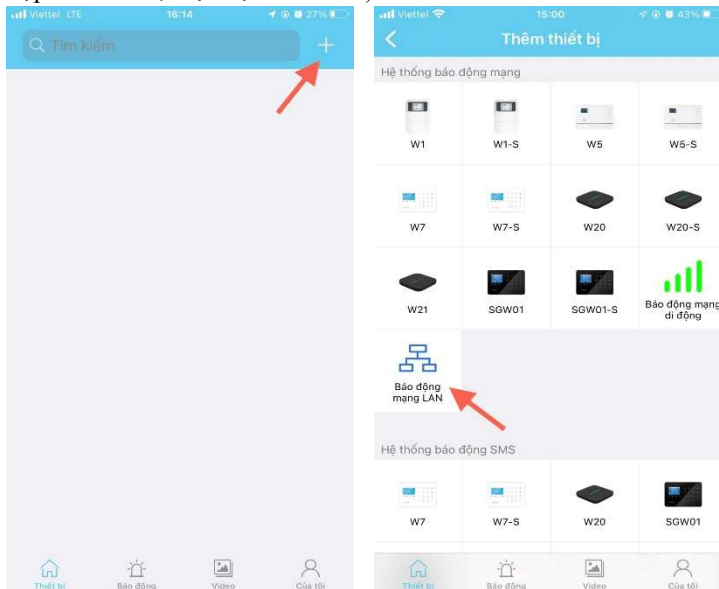 Viettel LTE 16:14 27%
Tìm kiếm
Thiết bị Báo động Video Của tôi
Viettel 15:00 43%
Thêm thiết bị
Hệ thống báo động mạng
W1 W1-S W5 W5-S
W7 W7-S W20 W20-S
W21 SGW01 SGW01-S Báo động mạng
di động
Báo động
mạng LAN
Hệ thống báo động SMS
W7 W7-S W20 SGW01
Thiết bị Báo động Video Của tôi